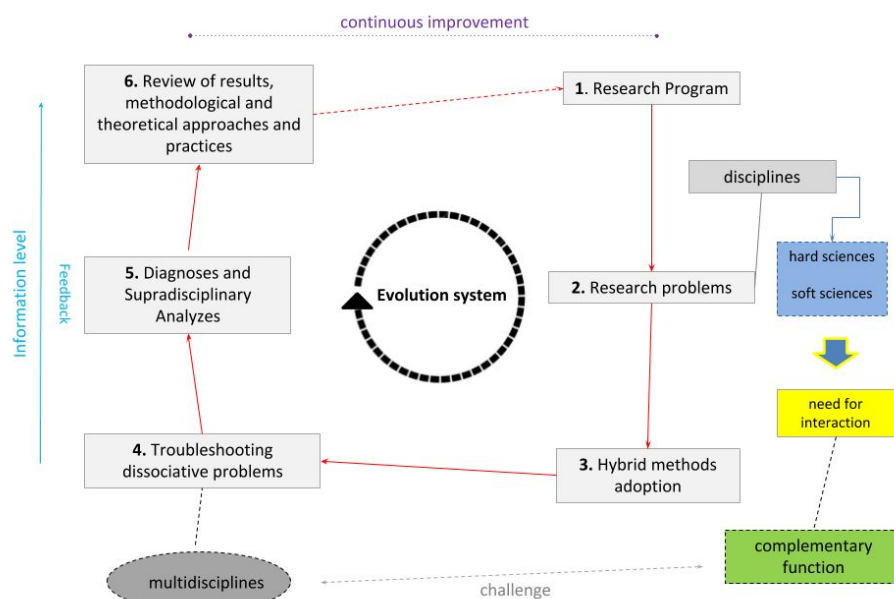 continuous improvement
6. Review of results,
methodological and
theoretical approaches and
practices
1. Research Program
disciplines
hard sciences
soft sciences
Information level
Feedback
5. Diagnoses and
Supradisciplinary
Analyzes
Evolution system
2. Research problems
need for
interaction
4. Troubleshooting
dissociative problems
3. Hybrid methods
adoption
complementary
function
multidisciplines
challenge